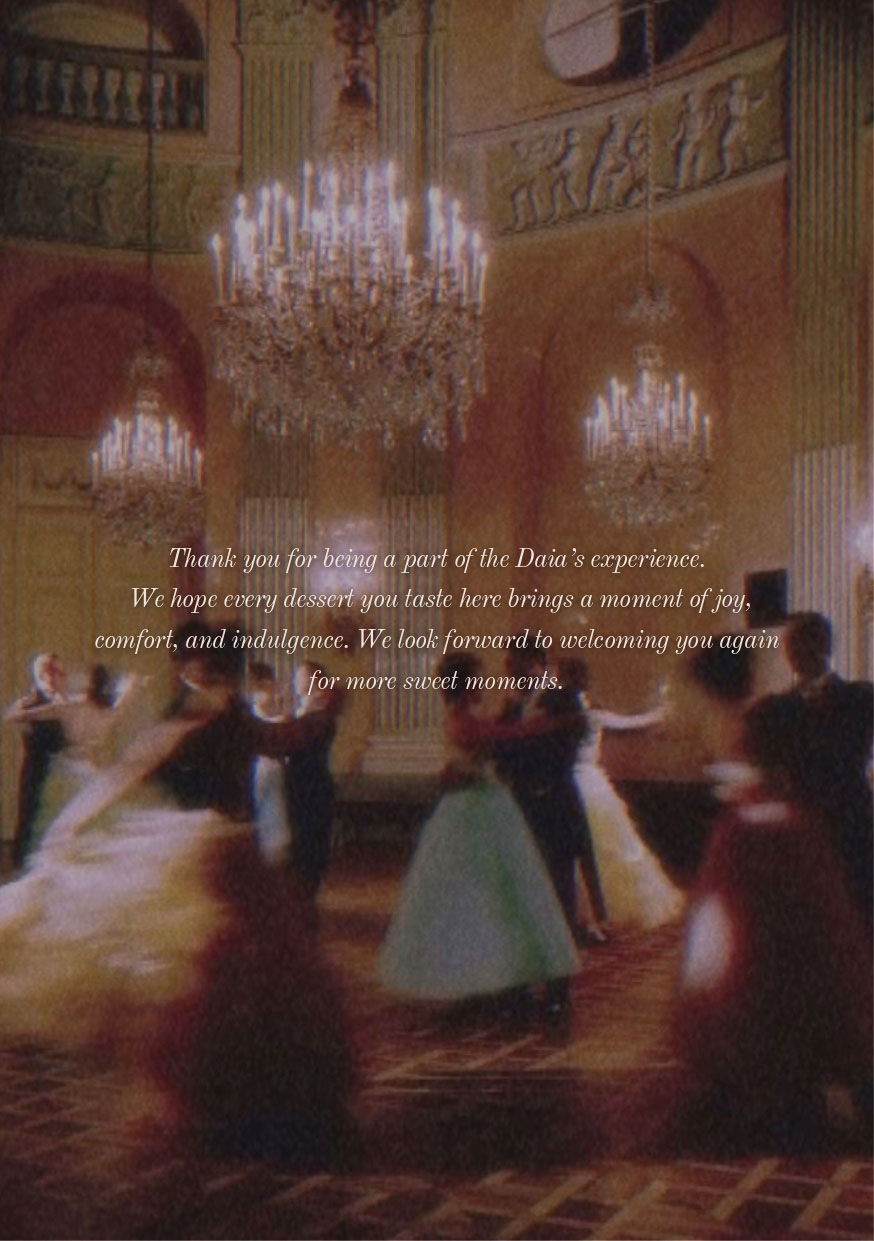 Thank you for being a part of the Daia’s experience.
We hope every dessert you taste here brings a moment of joy,
comfort, and indulgence. We look forward to welcoming you again
for more sweet moments.